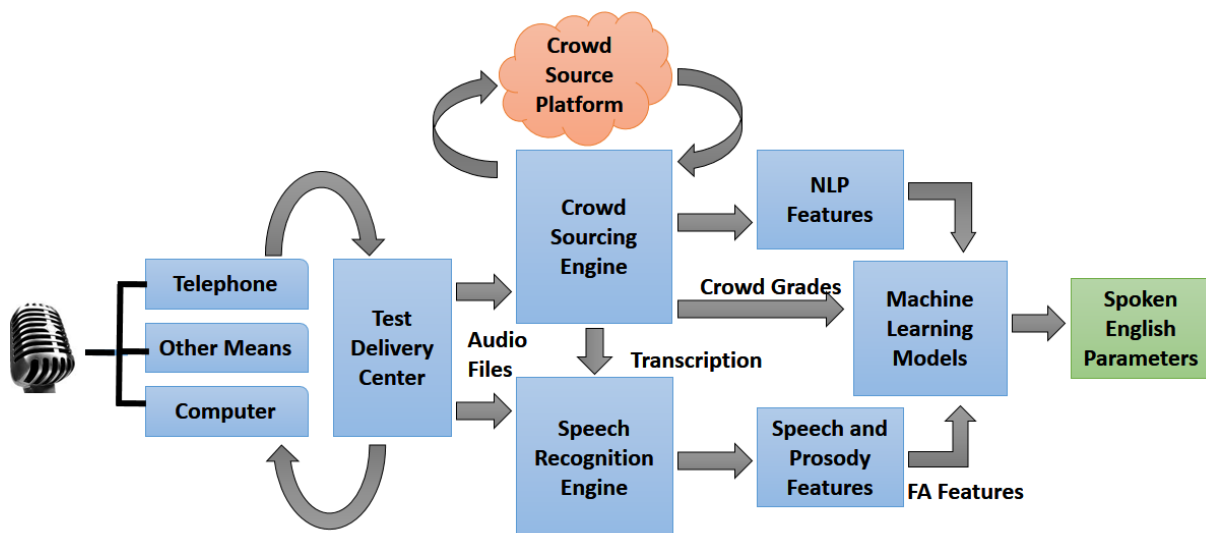 Crowd
Source
Platform
Telephone
Other Means
Computer
Test
Delivery
Center
Audio
Files
Crowd
Sourcing
Engine
Transcription
Speech
Recognition
Engine
NLP
Features
Crowd Grades
Speech and
Prosody
Features
FA Features
Machine
Learning
Models
Spoken
English
Parameters